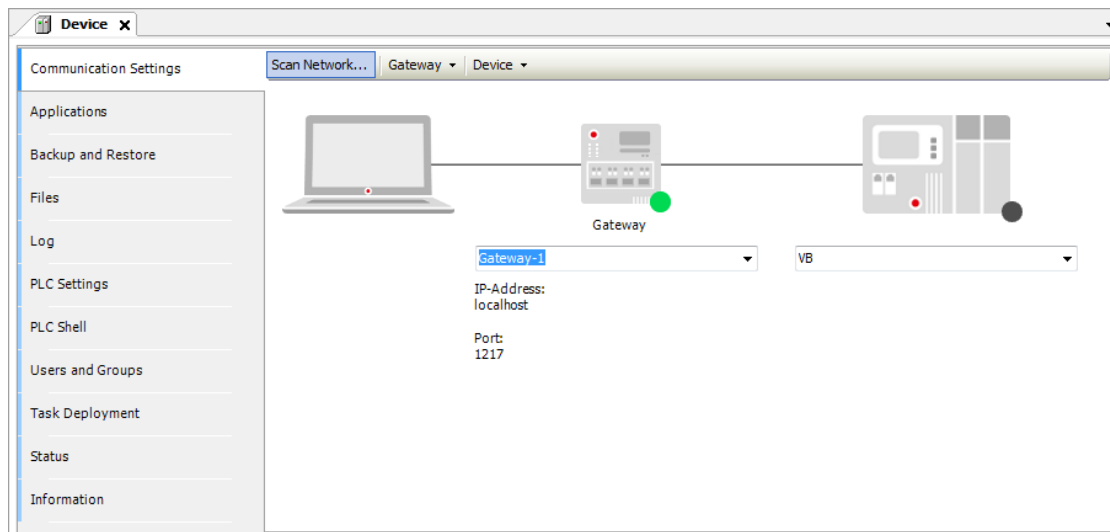 Device
Communication Settings
Scan Network...
Gateway
Device
Applications
Backup and Restore
Files
Log
PLC Settings
PLC Shell
Users and Groups
Task Deployment
Status
Information
Gateway
Gateway-1
VB
IP-Address:
localhost
Port:
1217